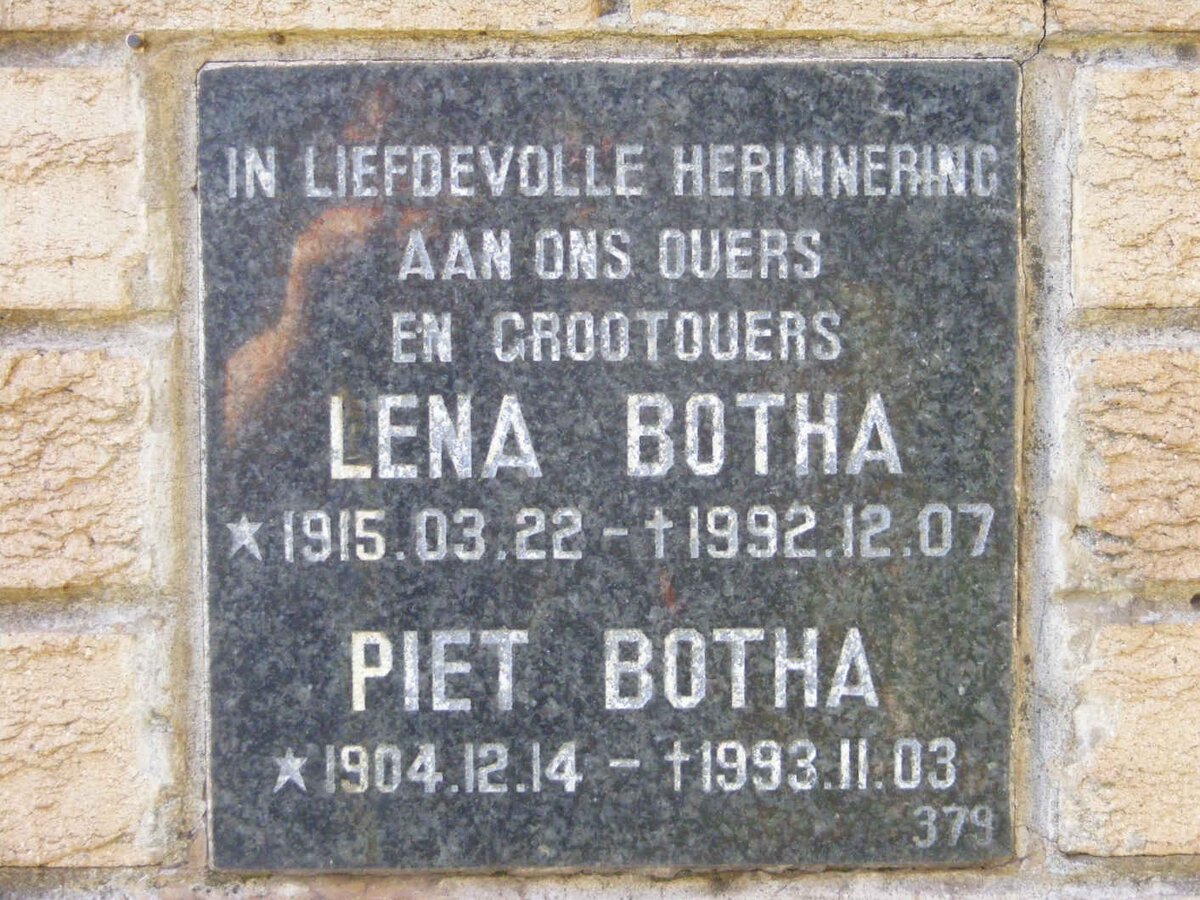 IN LIEFDEVOLLE HERINNERING
AAN ONS OUERS
EN GROOTOUERS
LENA BOTHA
★1915.03.22 – †1992.12.07
PIET BOTHA
★1904.12.14 – †1993.11.03
379